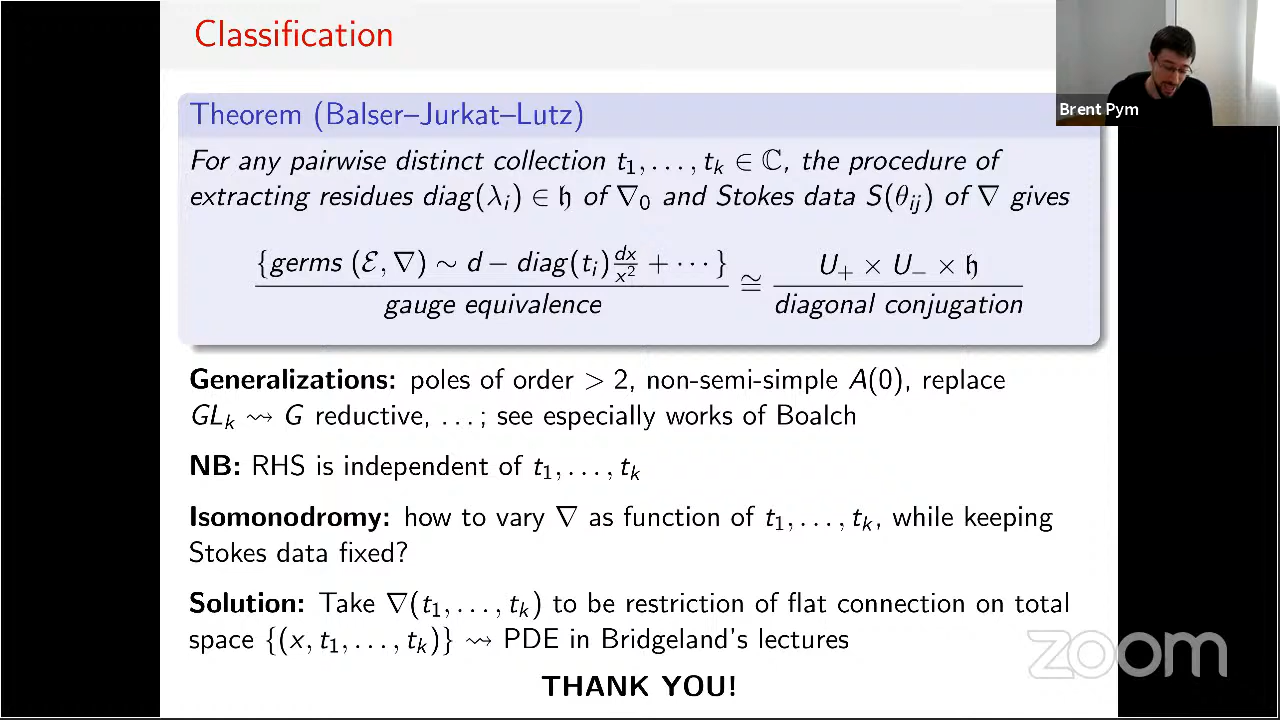 Classification
Theorem (Balser–Jurkat–Lutz)
For any pairwise distinct collection t₁, . . . , tₖ ∈ ℂ, the procedure of
extracting residues diag(λᵢ) ∈ 𝔥 of ∇₀ and Stokes data S(θᵢⱼ) of ∇ gives
{germs (ℰ, ∇) ∼ d − diag(tᵢ) dx/x² + · · · } / gauge equivalence ≅ U₊ × U₋ × 𝔥 / diagonal conjugation
Generalizations: poles of order > 2, non-semi-simple A(0), replace
GLₖ ⇝ G reductive, . . . ; see especially works of Boalch
NB: RHS is independent of t₁, . . . , tₖ
Isomonodromy: how to vary ∇ as function of t₁, . . . , tₖ, while keeping
Stokes data fixed?
Solution: Take ∇(t₁, . . . , tₖ) to be restriction of flat connection on total
space {(x, t₁, . . . , tₖ)} ⇝ PDE in Bridgeland's lectures
THANK YOU!
Brent Pym
zoom